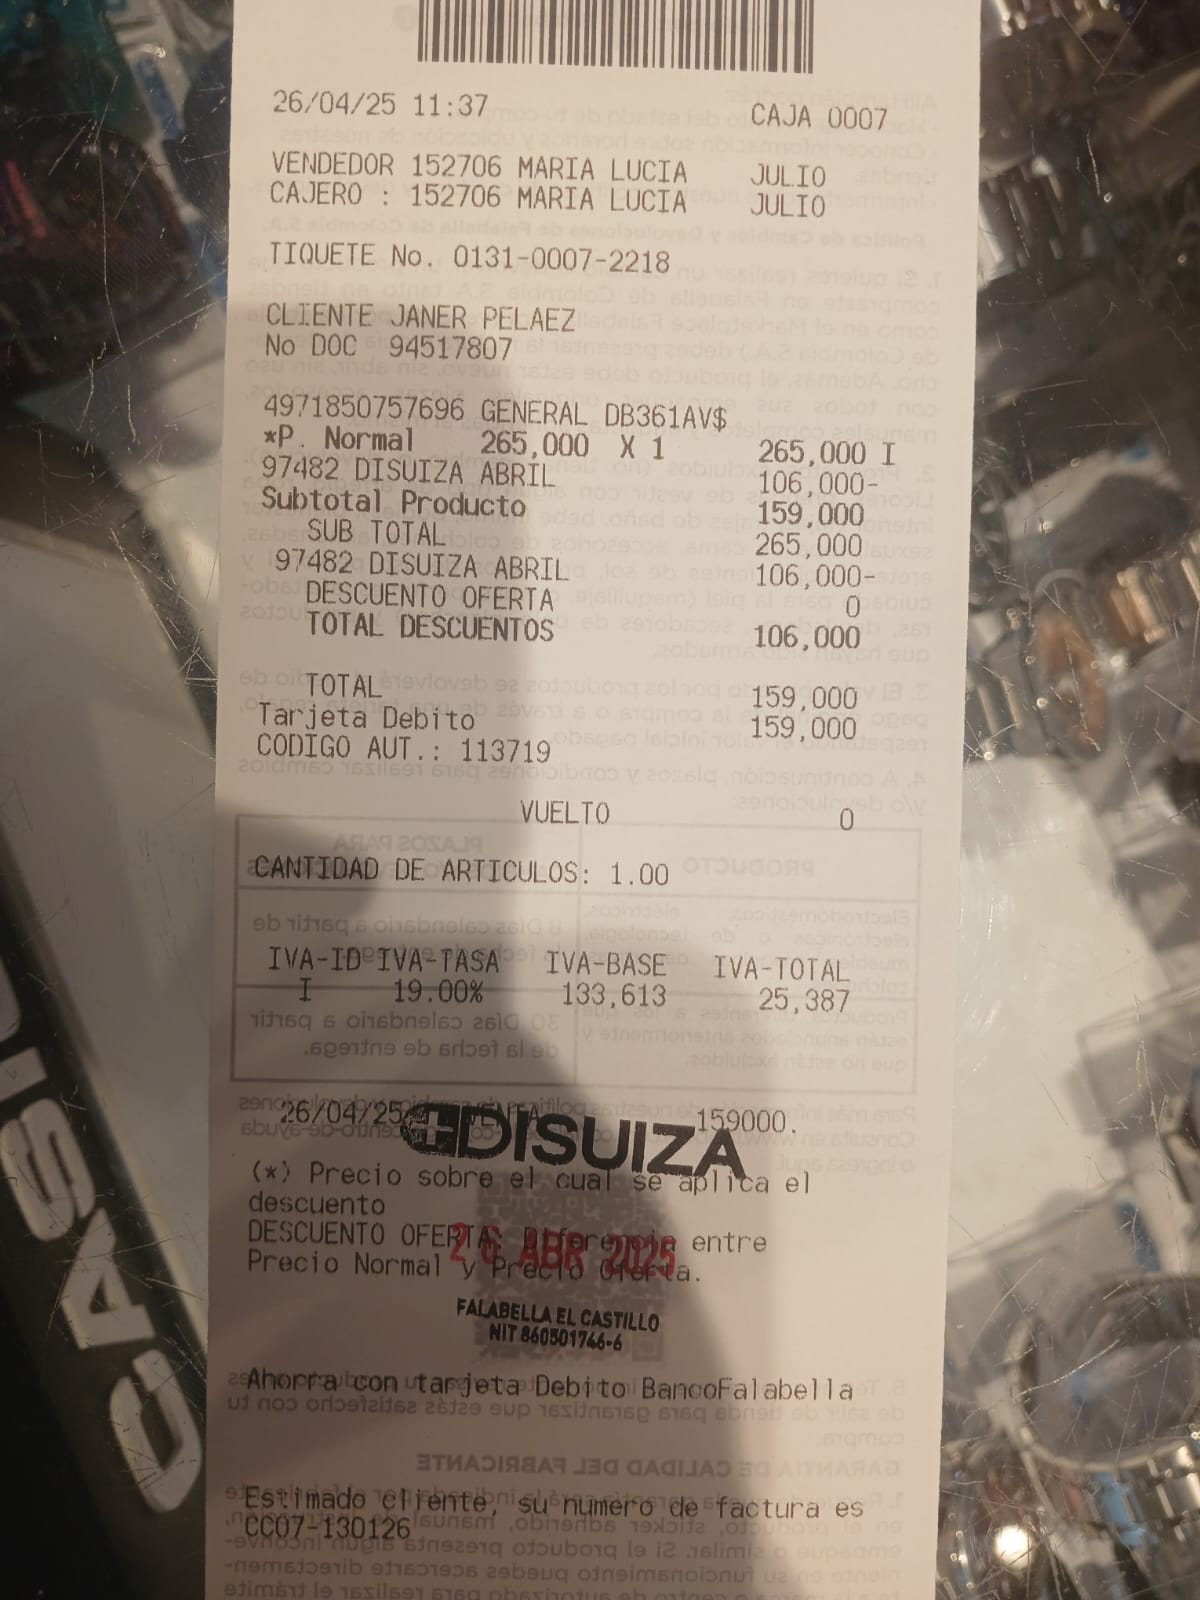 26/04/25 11:37 CAJA 0007
VENDEDOR 152706 MARIA LUCIA JULIO
CAJERO : 152706 MARIA LUCIA JULIO
TIQUETE No. 0131-0007-2218
CLIENTE JANER PELAEZ
No DOC 94517807
4971850757696 GENERAL DB361AV$
*P. Normal 265,000 X 1 265,000 I
97482 DISUIZA ABRIL 106,000-
Subtotal Producto 159,000
SUB TOTAL 265,000
97482 DISUIZA ABRIL 106,000-
DESCUENTO OFERTA 0
TOTAL DESCUENTOS 106,000
TOTAL 159,000
Tarjeta Debito 159,000
CODIGO AUT.: 113719
VUELTO 0
CANTIDAD DE ARTICULOS: 1.00
IVA-ID IVA-TASA IVA-BASE IVA-TOTAL
I 19.00% 133,613 25,387
26/04/25 VENTA 159000.
DISUIZA
(*) Precio sobre el cual se aplica el
descuento
DESCUENTO OFERTA: Diferencia entre
Precio Normal y Precio Oferta.
26 ABR 2025
FALABELLA EL CASTILLO
NIT 860501746-6
Ahorra con tarjeta Debito BancoFalabella
Estimado cliente, su numero de factura es
CC07-130126
CASIO